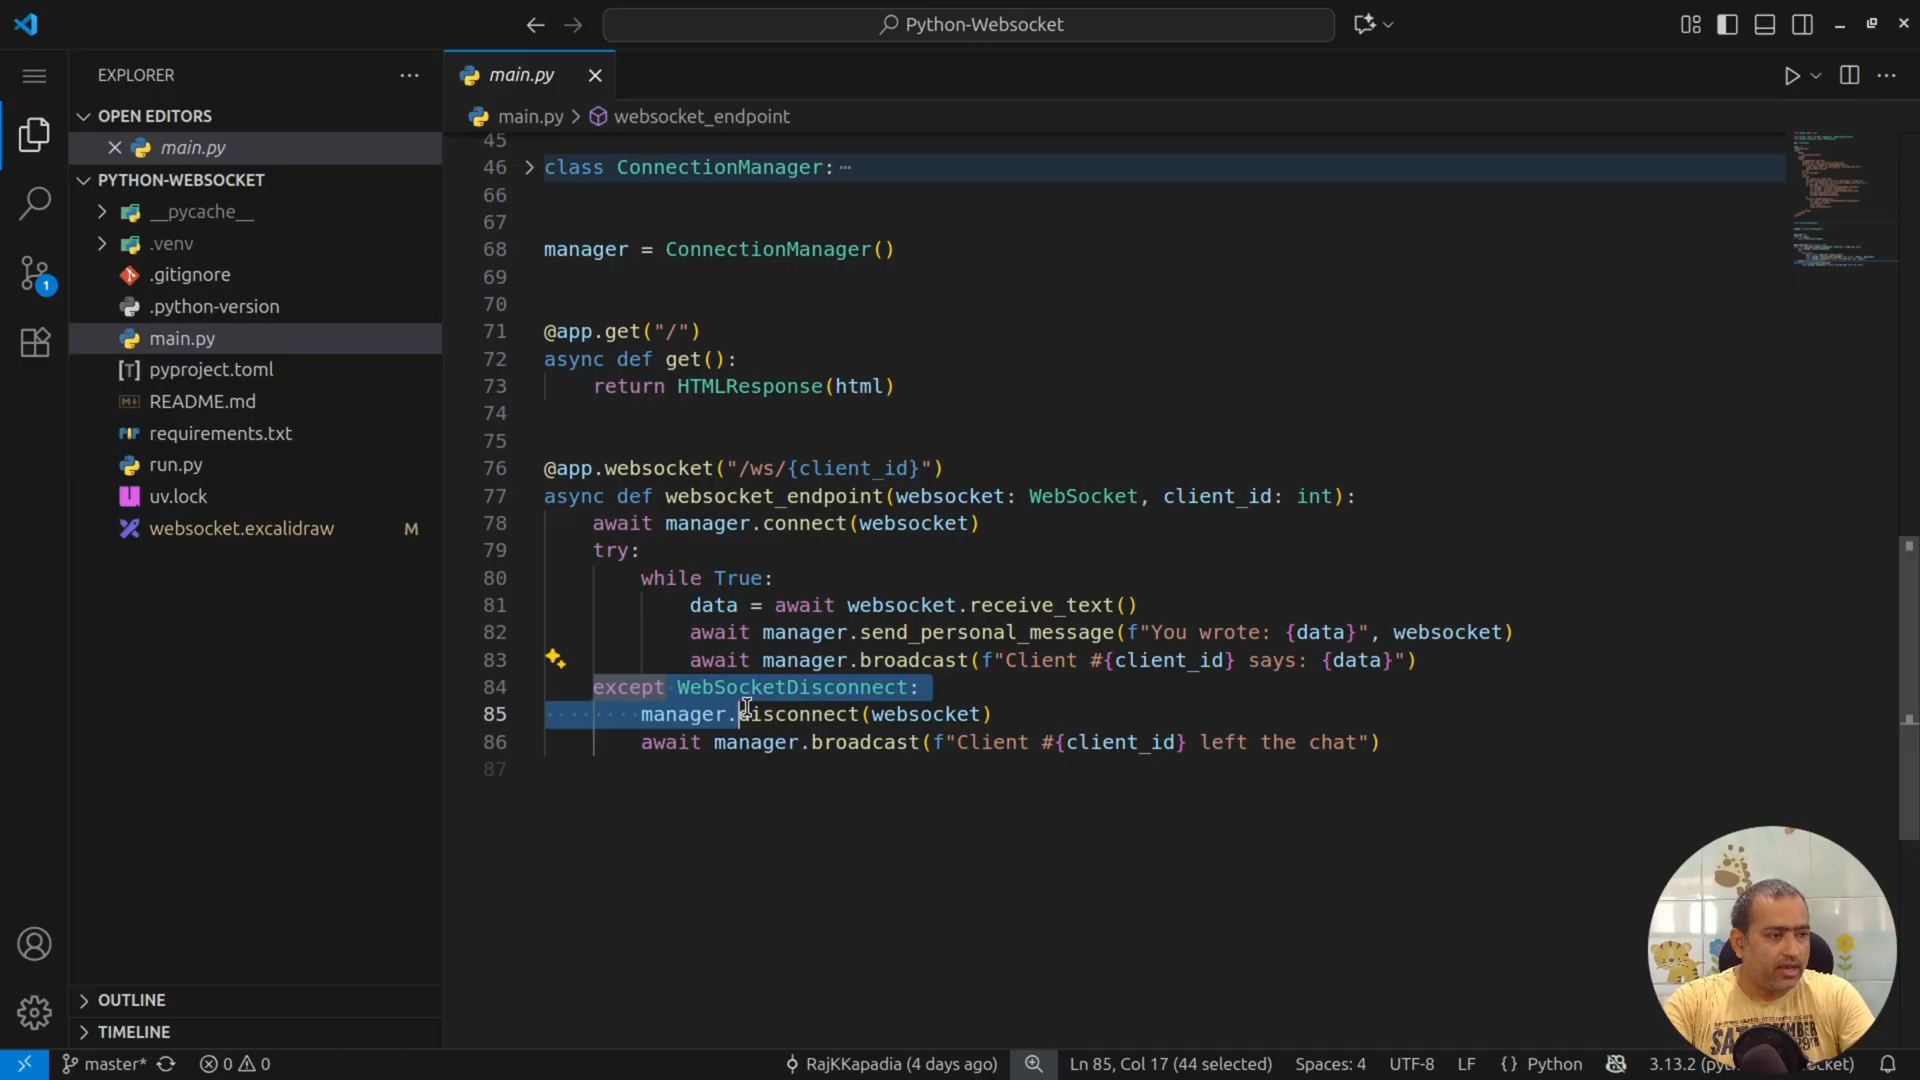 Python-Websocket
EXPLORER
OPEN EDITORS
main.py
PYTHON-WEBSOCKET
__pycache__
.venv
.gitignore
.python-version
main.py
pyproject.toml
README.md
requirements.txt
run.py
uv.lock
websocket.excalidraw M
OUTLINE
TIMELINE
main.py
main.py > websocket_endpoint
45
46 class ConnectionManager: ⋯
66
67
68 manager = ConnectionManager()
69
70
71 @app.get("/")
72 async def get():
73 return HTMLResponse(html)
74
75
76 @app.websocket("/ws/{client_id}")
77 async def websocket_endpoint(websocket: WebSocket, client_id: int):
78 await manager.connect(websocket)
79 try:
80 while True:
81 data = await websocket.receive_text()
82 await manager.send_personal_message(f"You wrote: {data}", websocket)
83 await manager.broadcast(f"Client #{client_id} says: {data}")
84 except WebSocketDisconnect:
85 manager.disconnect(websocket)
86 await manager.broadcast(f"Client #{client_id} left the chat")
87
1
master* 0 0 RajKKapadia (4 days ago) Ln 85, Col 17 (44 selected) Spaces: 4 UTF-8 LF {} Python 3.13.2